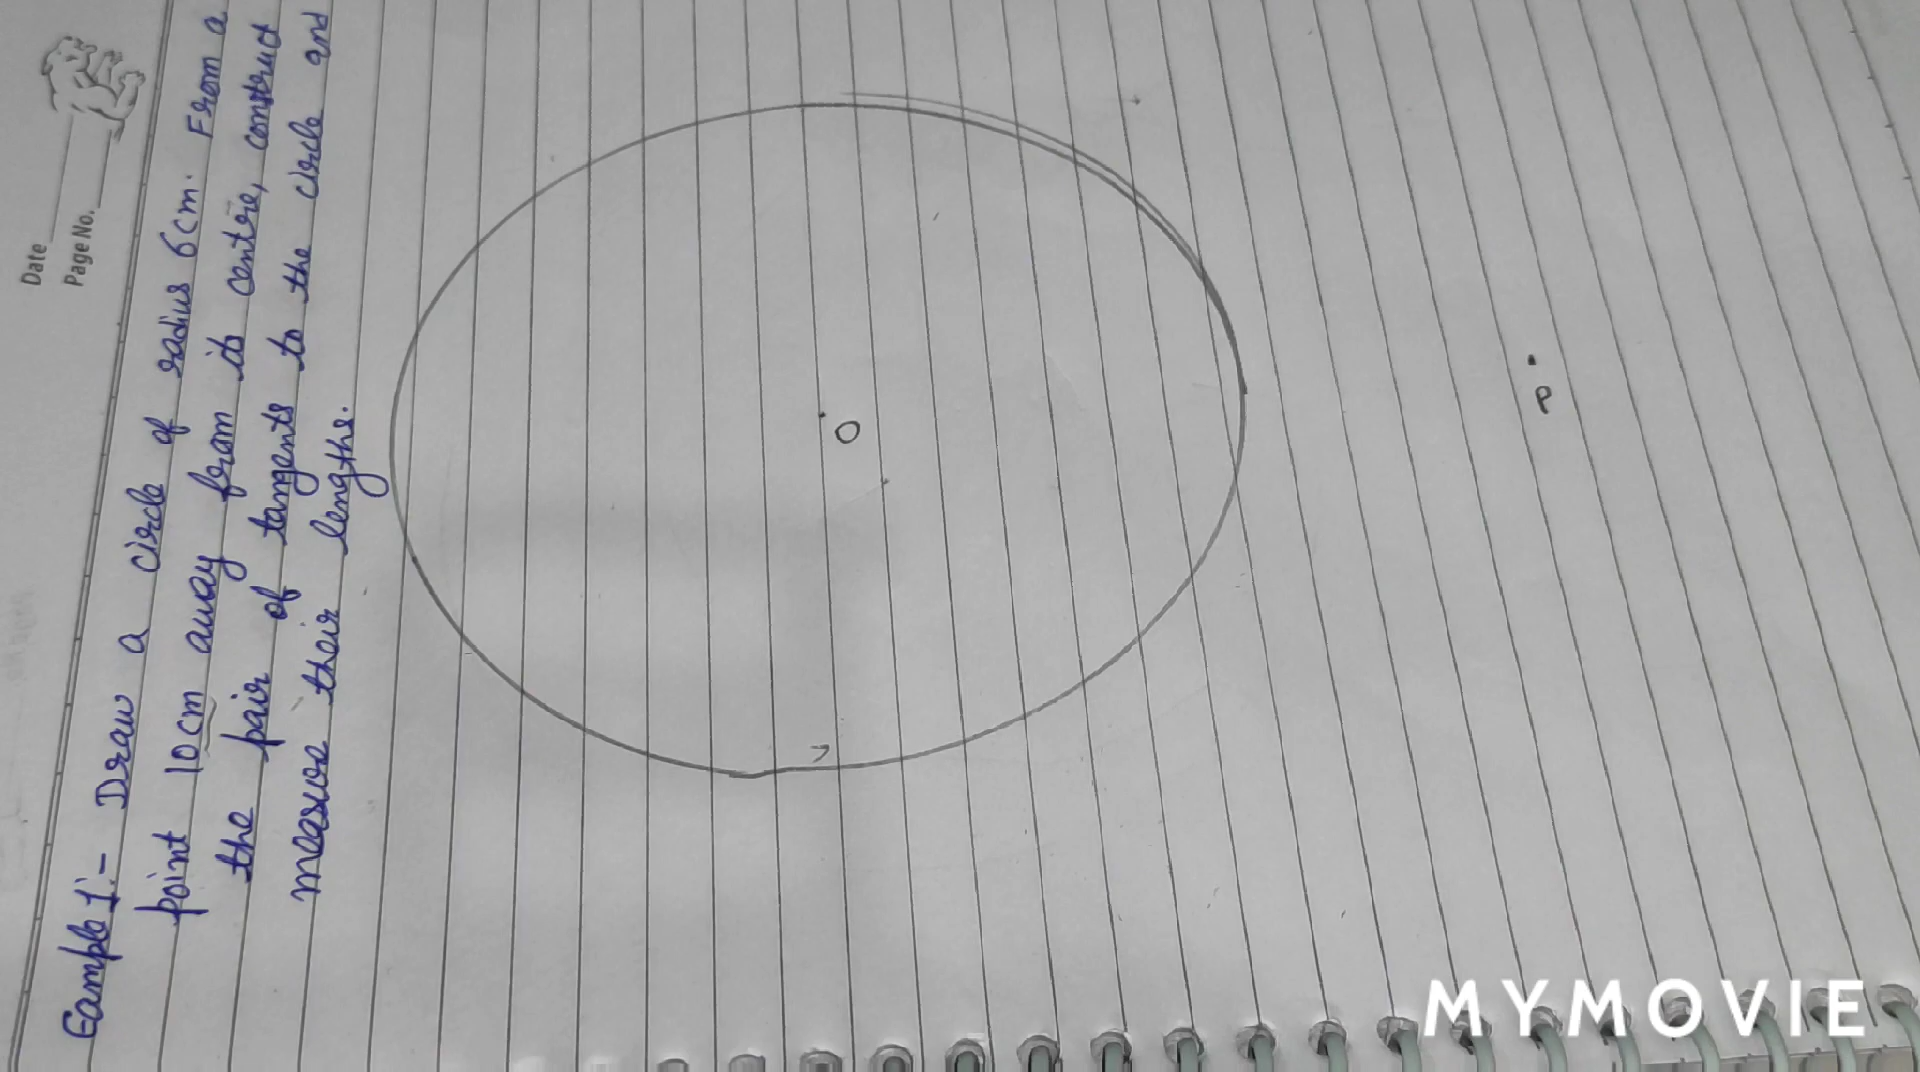 Date
Page No.
Eample 1:- Draw a circle of radius 6cm. From a
point 10cm away from its centre, construct
the pair of tangents to the circle and
measure their lengths.
O
P
MYMOVIE